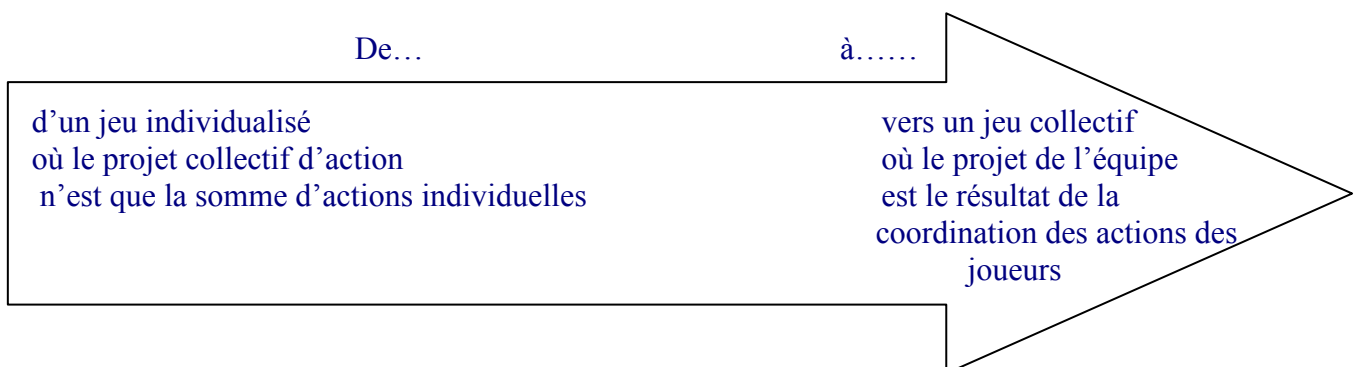 De… à……
d’un jeu individualisé
où le projet collectif d’action
n’est que la somme d’actions individuelles
vers un jeu collectif
où le projet de l’équipe
est le résultat de la
coordination des actions des
joueurs